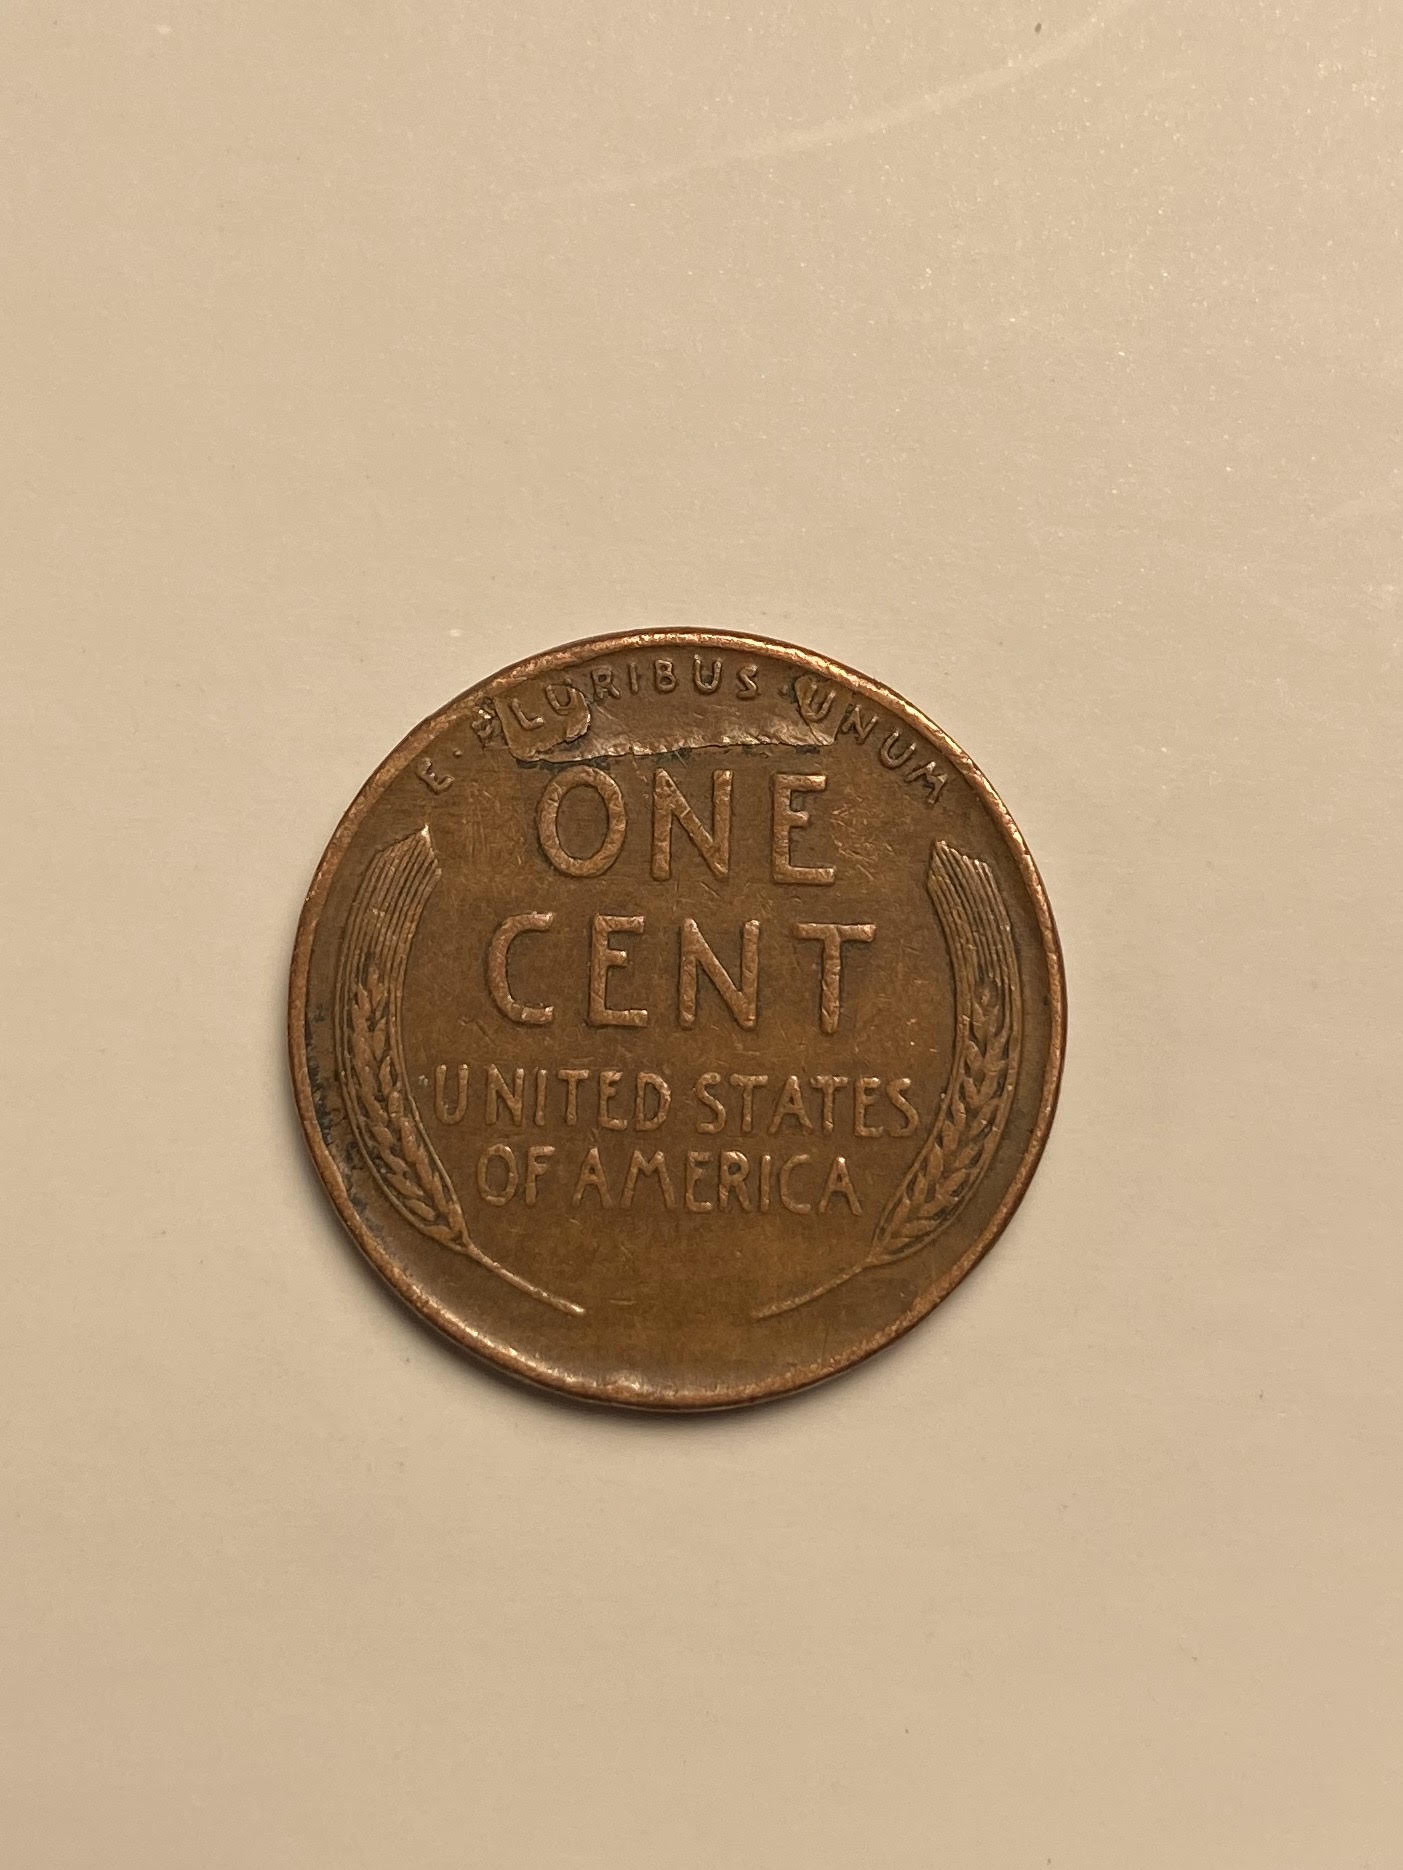 E·PLURIBUS·UNUM
ONE
CENT
UNITED STATES
OF AMERICA